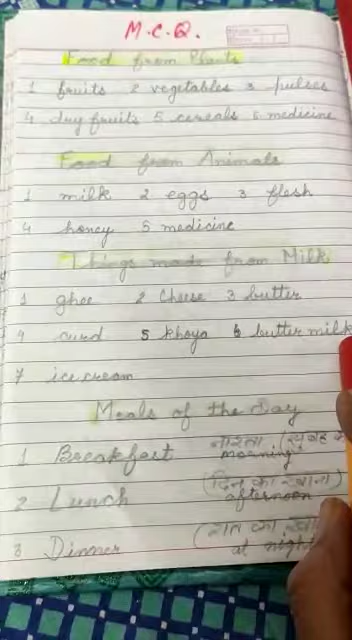 M.C.Q.
Food from Plants
1 fruits 2 vegetables 3 pulses
4 dry fruits 5 cereals 6 medicine
Food from Animals
1 milk 2 eggs 3 flesh
4 honey 5 medicine
Things made from Milk
1 ghee 2 Cheese 3 butter
4 curd 5 khoya 6 butter milk
7 ice cream
Meals of the Day
1 Breakfast नाश्ता (सुबह का
morning
2 Lunch (दिन का खाना)
afternoon
3 Dinner (रात का खाना
at night